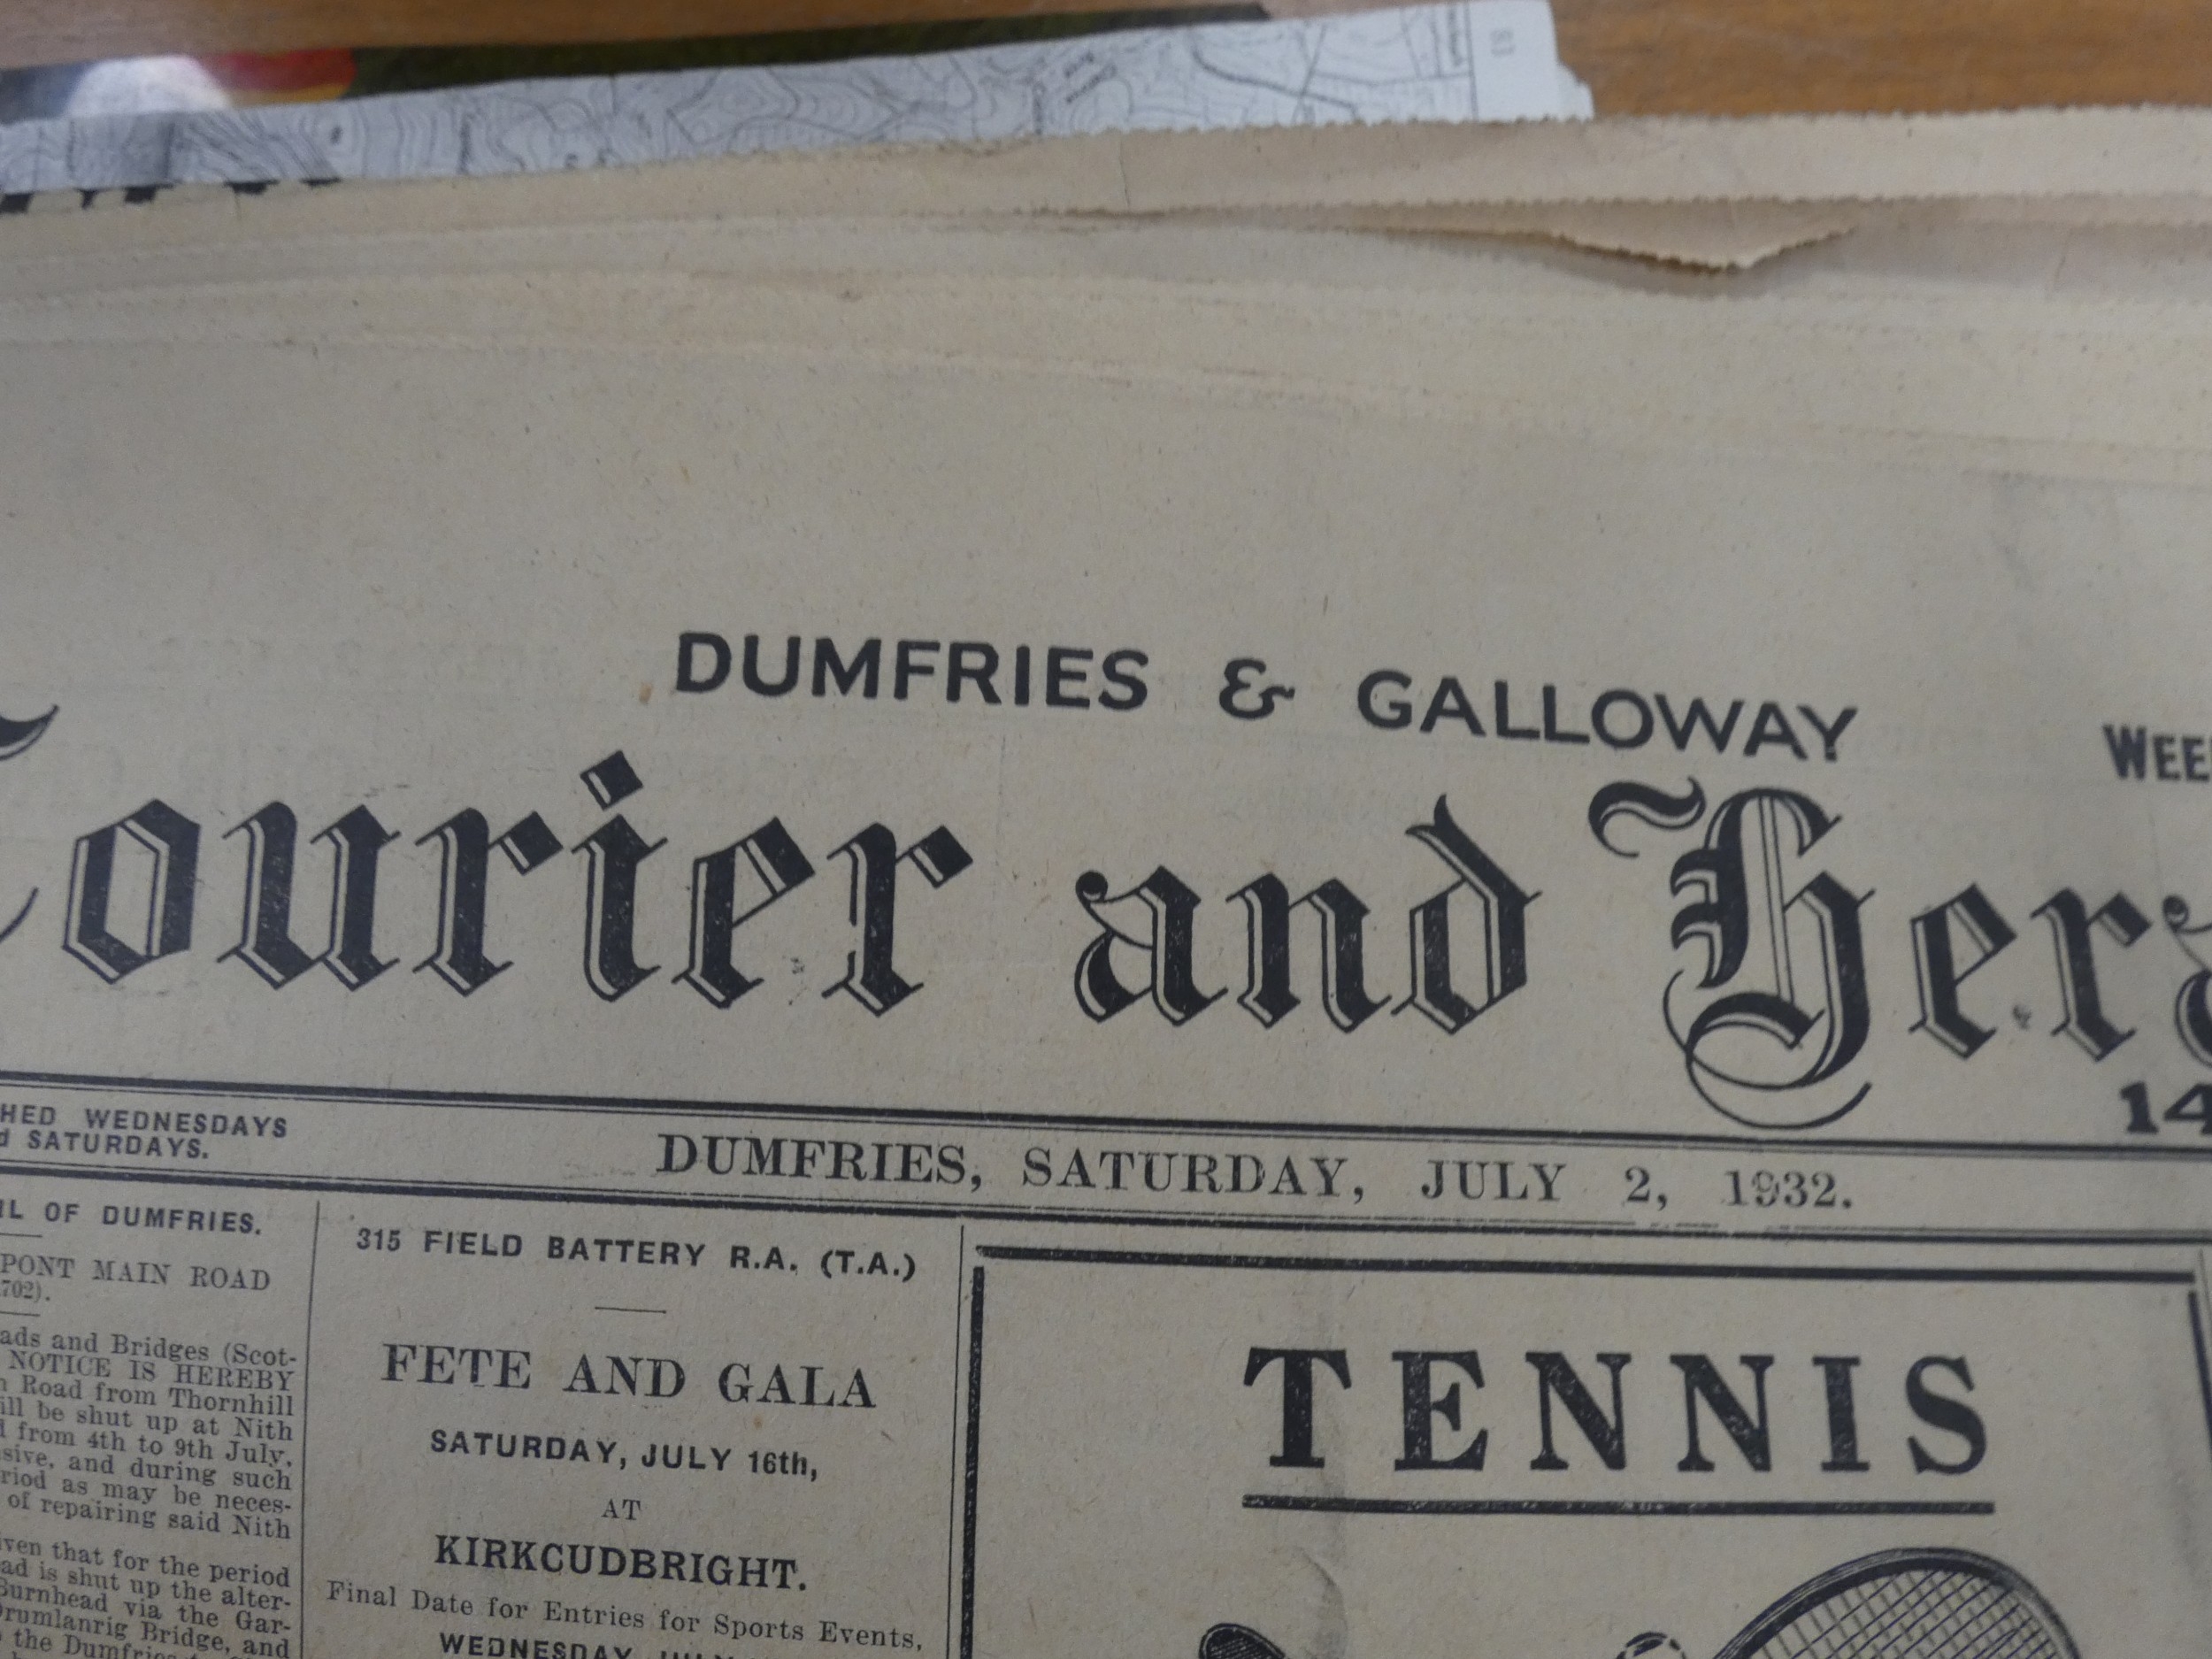 DUMFRIES & GALLOWAY
Courier and
HED WEDNESDAYS
d SATURDAYS.
DUMFRIES, SATURDAY, JULY 2, 1932.
14
IL OF DUMFRIES.
PONT MAIN ROAD
702).
ads and Bridges (Scot-
NOTICE IS HEREBY
n Road from Thornhill
ill be shut up at Nith
d from 4th to 9th July,
sive, and during such
riod as may be neces-
of repairing said Nith
ven that for the period
ad is shut up the alter-
Burnhead via the Gar-
Drumlanrig Bridge, and
the Dumfries
315 FIELD BATTERY R.A. (T.A.)
FETE AND GALA
SATURDAY, JULY 16th,
AT
KIRKCUDBRIGHT.
Final Date for Entries for Sports Events,
WEDNESDAY, JULY
TENNIS